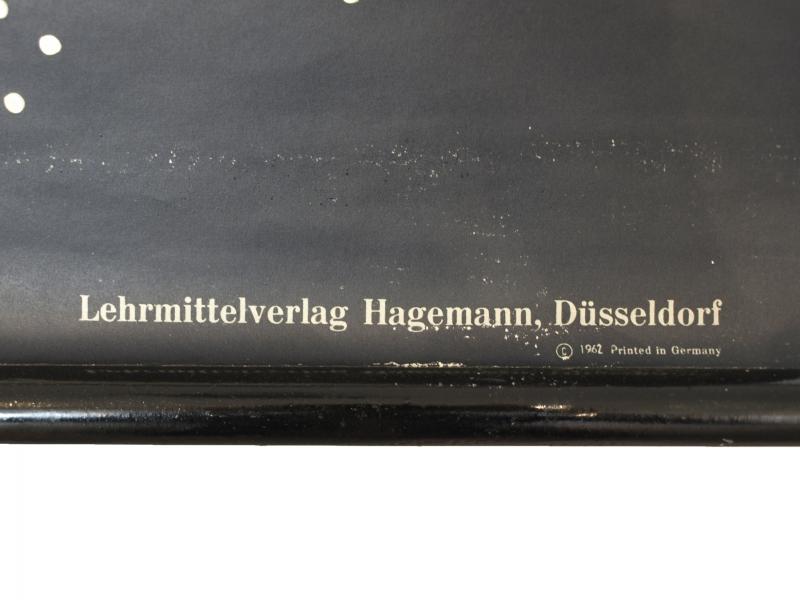 Lehrmittelverlag Hagemann, Düsseldorf
© 1962 Printed in Germany